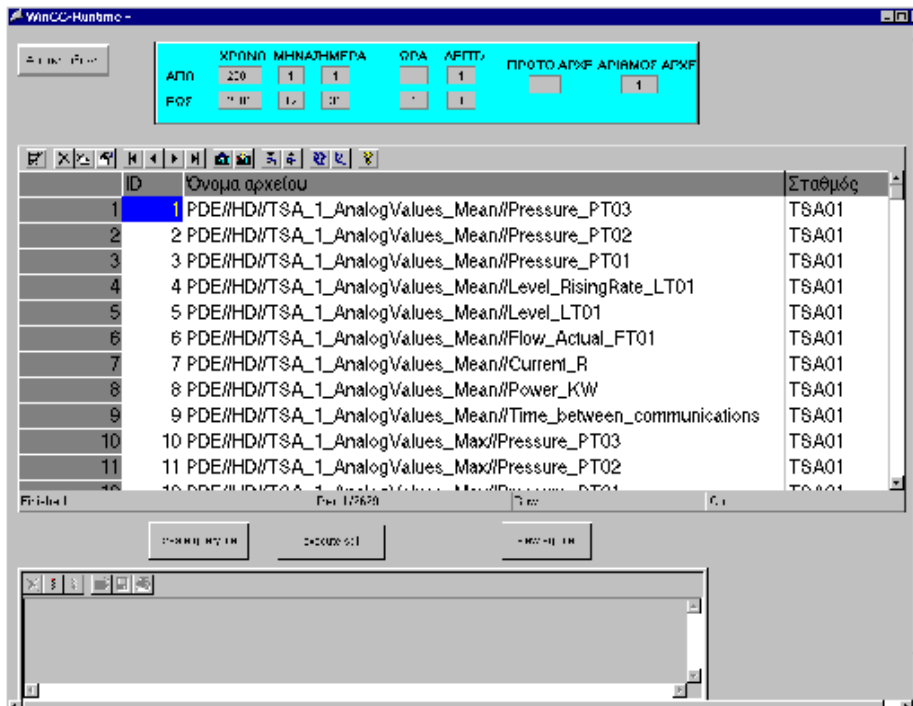 WinCC-Runtime -
ΧΡΟΝΟ ΜΗΝΑΣ ΗΜΕΡΑ ΩΡΑ ΛΕΠΤΑ
ΠΡΩΤΟ ΑΡΧΕ ΑΡΙΘΜΟΣ ΑΡΧΕ
ΑΠΟ 1 1 1 1
ΕΩΣ
ID Όνομα αρχείου Σταθμός
1 1 PDE//HD//TSA_1_AnalogValues_Mean//Pressure_PT03 TSA01
2 2 PDE//HD//TSA_1_AnalogValues_Mean//Pressure_PT02 TSA01
3 3 PDE//HD//TSA_1_AnalogValues_Mean//Pressure_PT01 TSA01
4 4 PDE//HD//TSA_1_AnalogValues_Mean//Level_RisingRate_LT01 TSA01
5 5 PDE//HD//TSA_1_AnalogValues_Mean//Level_LT01 TSA01
6 6 PDE//HD//TSA_1_AnalogValues_Mean//Flow_Actual_FT01 TSA01
7 7 PDE//HD//TSA_1_AnalogValues_Mean//Current_R TSA01
8 8 PDE//HD//TSA_1_AnalogValues_Mean//Power_KW TSA01
9 9 PDE//HD//TSA_1_AnalogValues_Mean//Time_between_communications TSA01
10 10 PDE//HD//TSA_1_AnalogValues_Max//Pressure_PT03 TSA01
11 11 PDE//HD//TSA_1_AnalogValues_Max//Pressure_PT02 TSA01
Finished 1/2629
execute sql